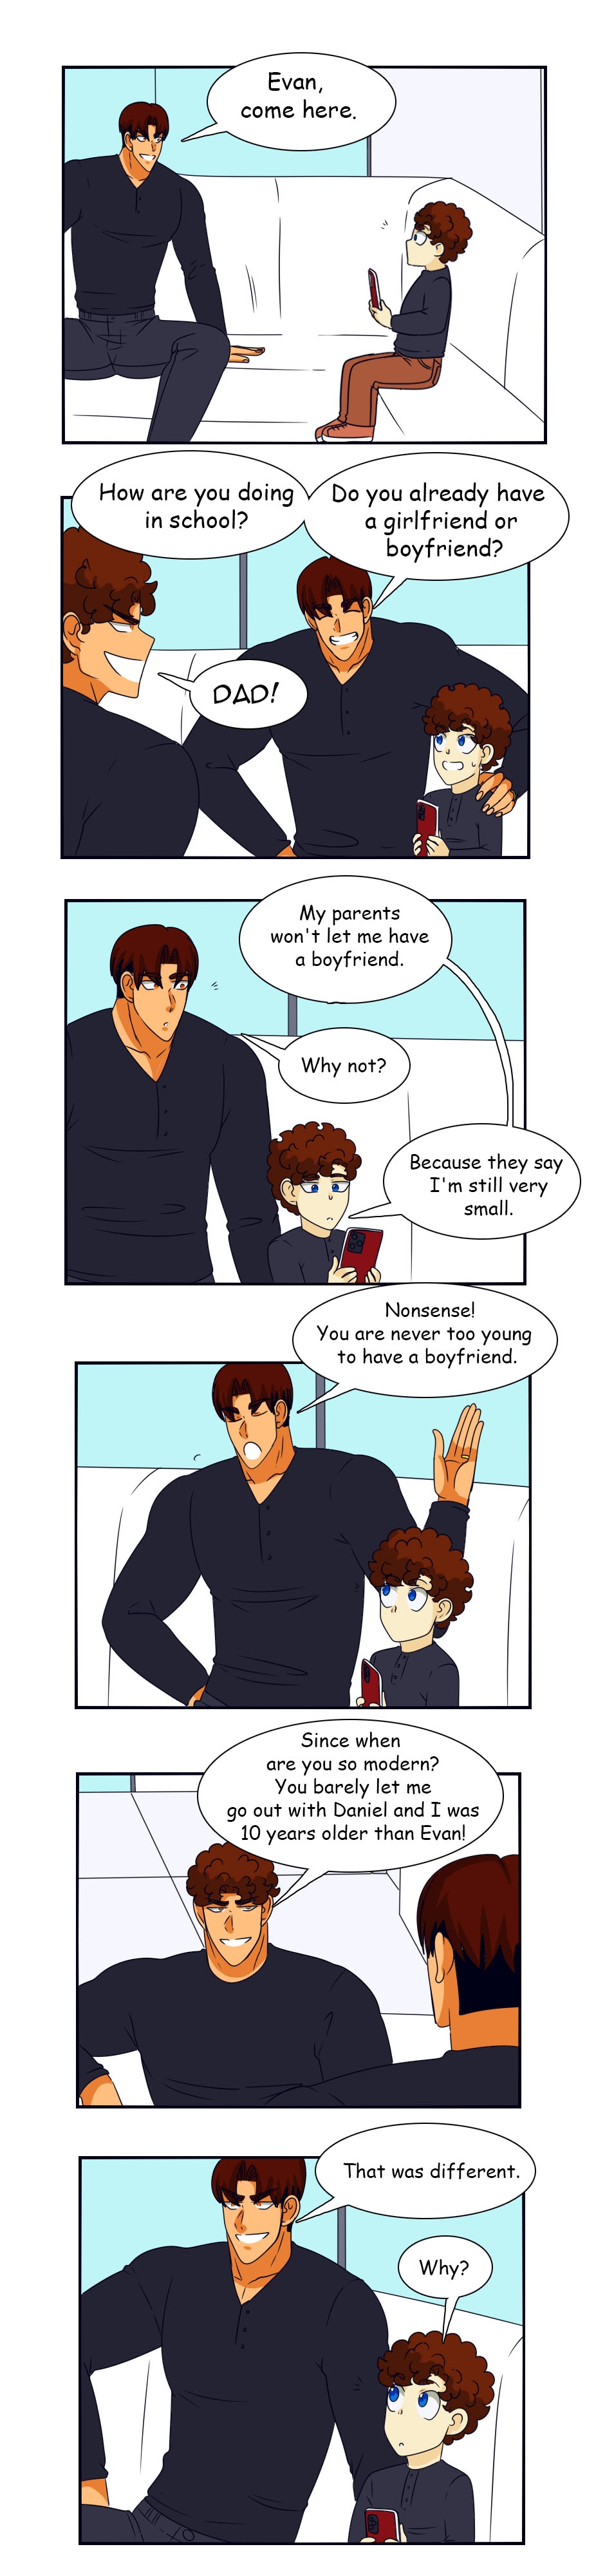 Evan,
come here.
How are you doing
in school?
Do you already have
a girlfriend or
boyfriend?
DAD!
My parents
won't let me have
a boyfriend.
Why not?
Because they say
I'm still very
small.
Nonsense!
You are never too young
to have a boyfriend.
Since when
are you so modern?
You barely let me
go out with Daniel and I was
10 years older than Evan!
That was different.
Why?